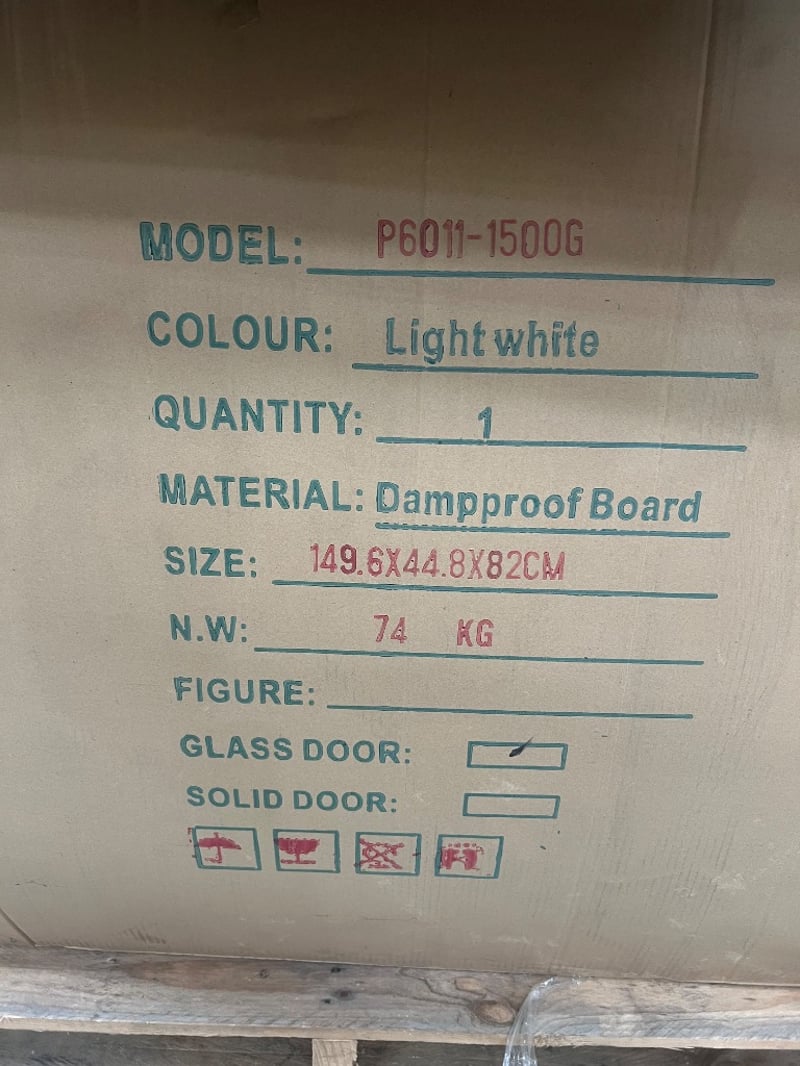 MODEL: P6011-1500G
COLOUR: Light white
QUANTITY: 1
MATERIAL: Dampproof Board
SIZE: 149.6X44.8X82CM
N.W: 74 KG
FIGURE:
GLASS DOOR:
SOLID DOOR: